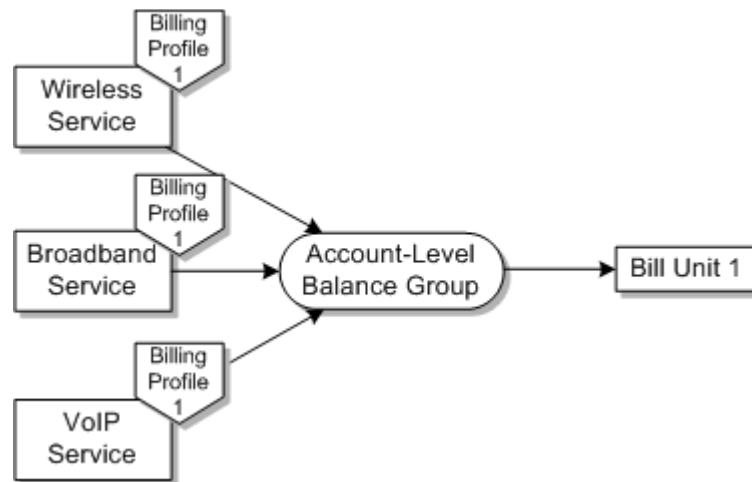 Billing
Profile
1
Wireless
Service
Billing
Profile
1
Broadband
Service
Account-Level
Balance Group
Bill Unit 1
Billing
Profile
1
VoIP
Service